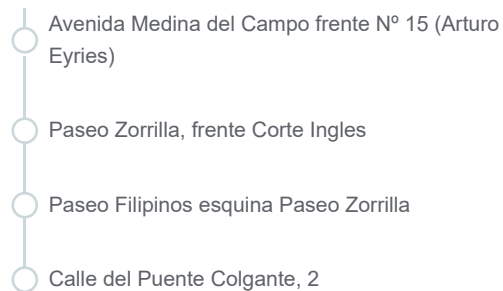 Avenida Medina del Campo frente Nº 15 (Arturo
Eyries)
Paseo Zorrilla, frente Corte Ingles
Paseo Filipinos esquina Paseo Zorrilla
Calle del Puente Colgante, 2